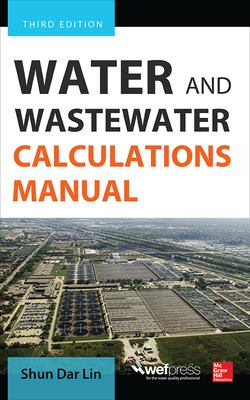 THIRD EDITION
WATER AND
WASTEWATER
CALCULATIONS
MANUAL
Shun Dar Lin
wefpress
for the water quality professional
Mc
Graw
Hill
Education